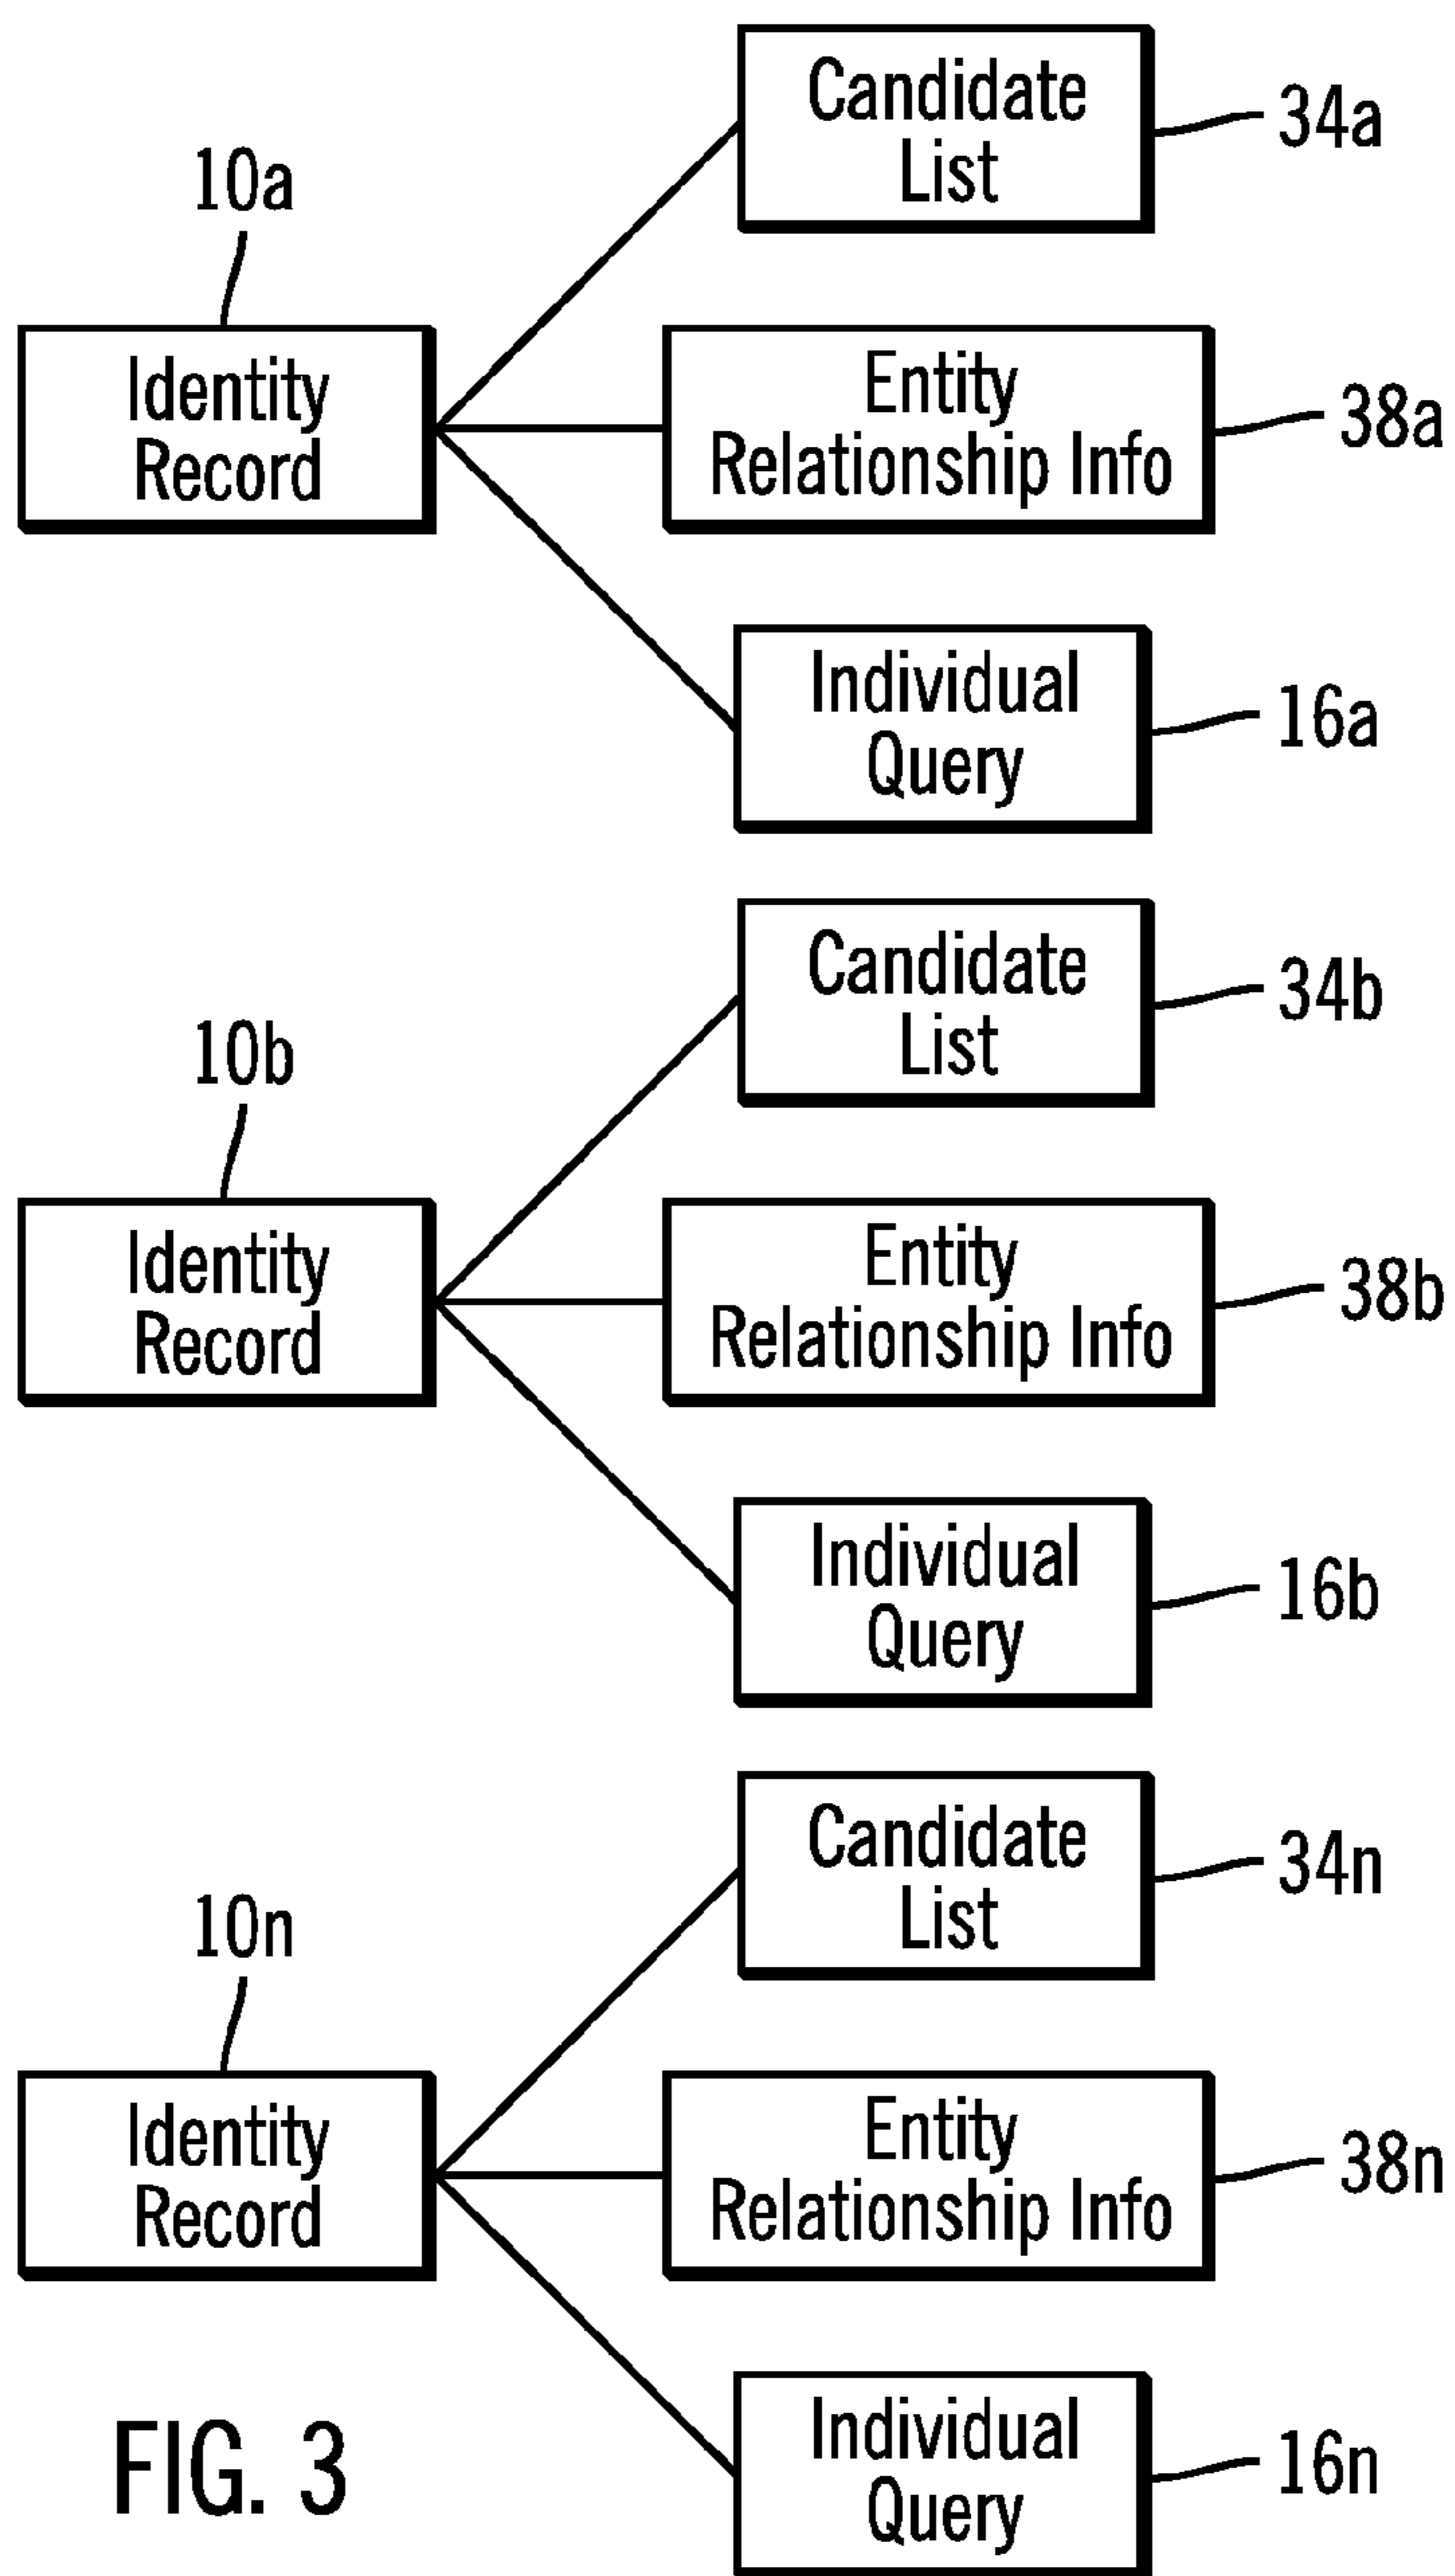 Candidate
List
34a
10a
Identity
Record
Entity
Relationship Info
38a
Individual
Query
16a
Candidate
List
34b
10b
Identity
Record
Entity
Relationship Info
38b
Individual
Query
16b
Candidate
List
34n
10n
Identity
Record
Entity
Relationship Info
38n
Individual
Query
16n
FIG. 3